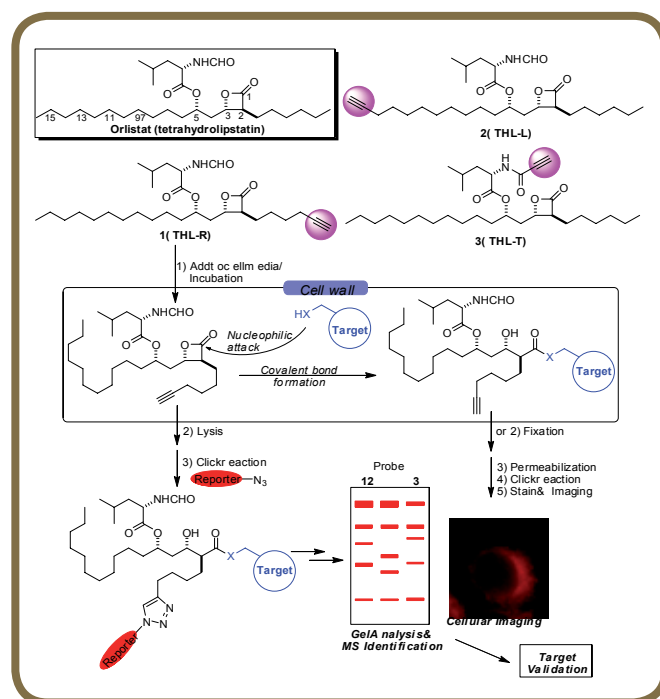 NHCHO
O
O
O
O
1
15
13
11
97
5
3
2
Orlistat (tetrahydrolipstatin)
NHCHO
O
O
O
O
2( THL-L)
NHCHO
O
O
O
O
1( THL-R)
H
N
O
O
O
O
O
3( THL-T)
1) Addt oc ellm edia/
Incubation
Cell wall
NHCHO
O
O
O
O
HX
Target
Nucleophilic
attack
Covalent bond
formation
NHCHO
O
O
OH
O
X
Target
2) Lysis
3) Clickr eaction
Reporter
N3
or 2) Fixation
3) Permeabilization
4) Clickr eaction
5) Stain& Imaging
NHCHO
O
O
OH
O
X
Target
N
N
N
Reporter
Probe
12 3
GelA nalysis&
MS Identification
Cellular Imaging
Target
Validation